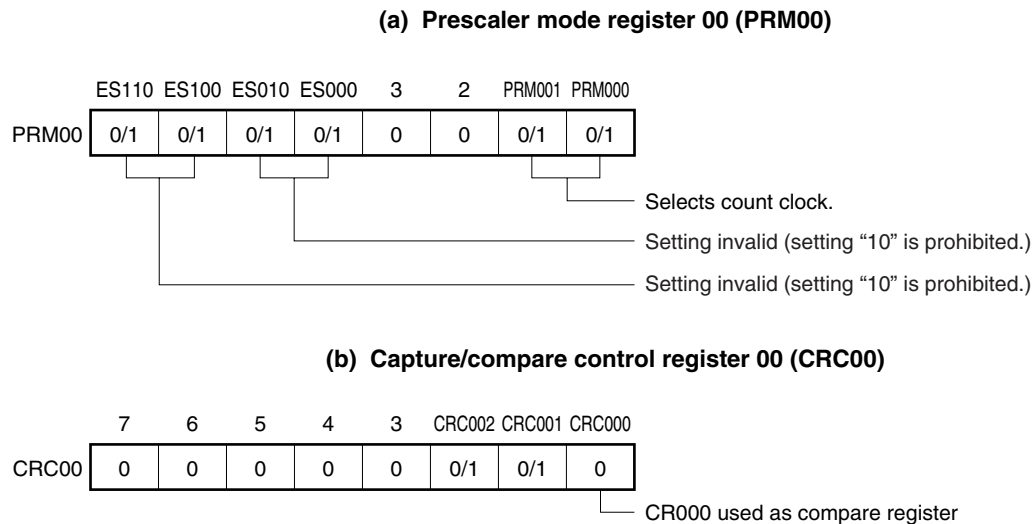 (a) Prescaler mode register 00 (PRM00)
ES110 ES100 ES010 ES000 3 2 PRM001 PRM000
PRM00 0/1 0/1 0/1 0/1 0 0 0/1 0/1
Selects count clock.
Setting invalid (setting “10” is prohibited.)
Setting invalid (setting “10” is prohibited.)
(b) Capture/compare control register 00 (CRC00)
7 6 5 4 3 CRC002 CRC001 CRC000
CRC00 0 0 0 0 0 0/1 0/1 0
CR000 used as compare register